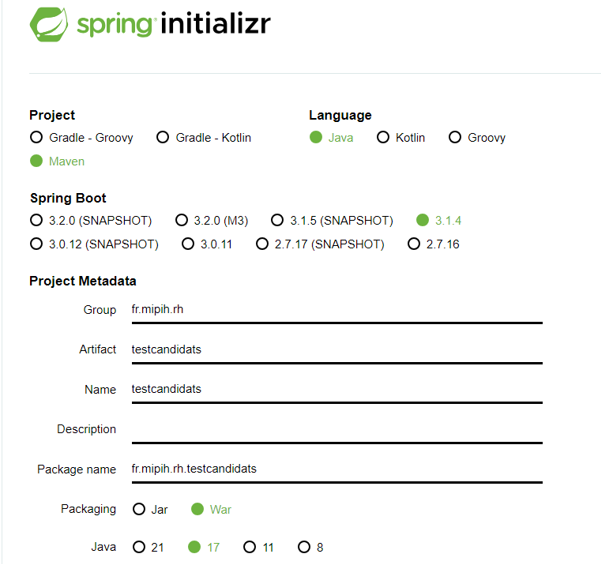 spring initializr
Project
Language
Gradle - Groovy Gradle - Kotlin
Java Kotlin Groovy
Maven
Spring Boot
3.2.0 (SNAPSHOT) 3.2.0 (M3) 3.1.5 (SNAPSHOT) 3.1.4
3.0.12 (SNAPSHOT) 3.0.11 2.7.17 (SNAPSHOT) 2.7.16
Project Metadata
Group fr.mipih.rh
Artifact testcandidats
Name testcandidats
Description
Package name fr.mipih.rh.testcandidats
Packaging Jar War
Java 21 17 11 8